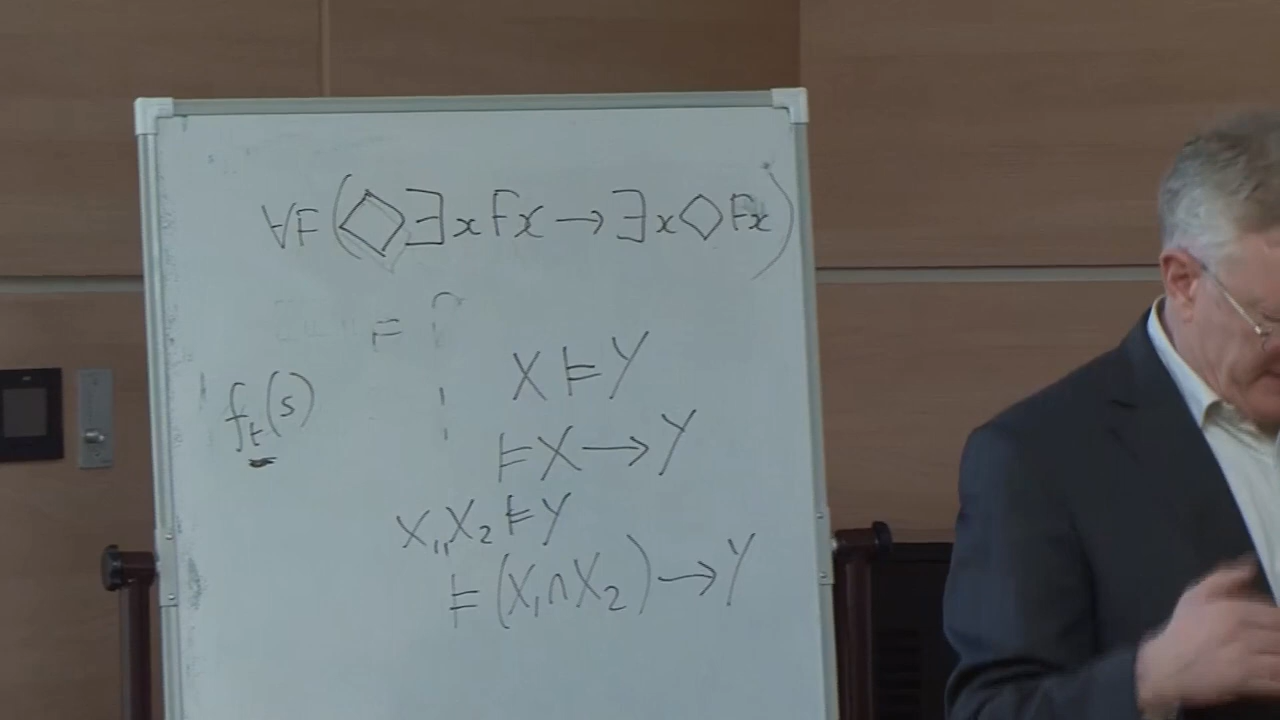 ∀F(◇∃xFx→∃x◇Fx)
⊨
X ⊨ Y
f_t(s)
⊨ X → Y
X₁, X₂ ⊨ Y
⊨ (X₁ ∩ X₂) → Y